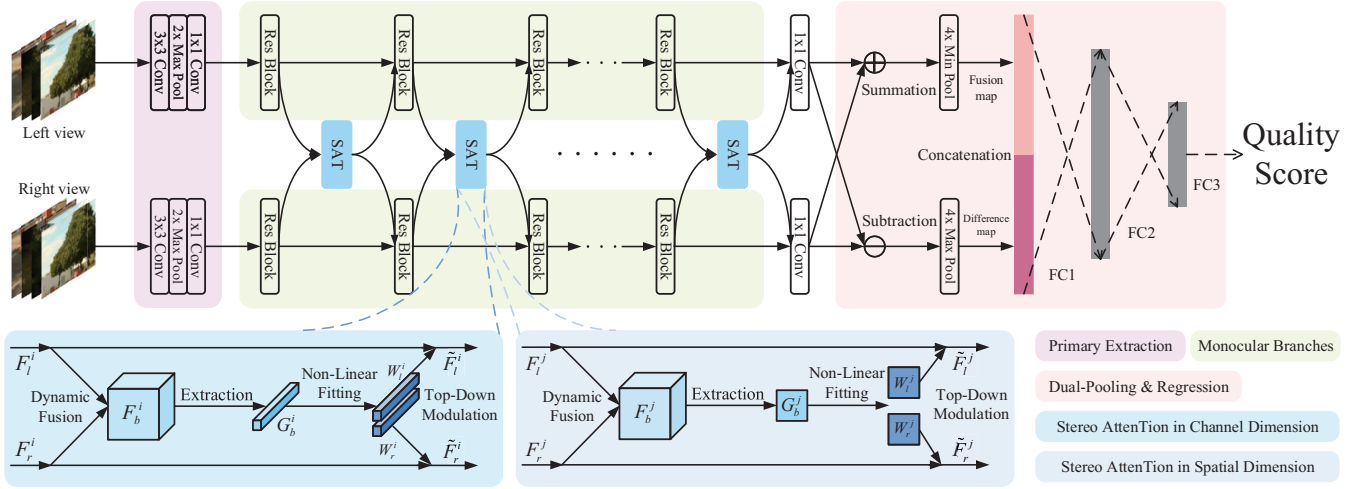 Left view
3x3 Conv
2x Max Pool
1x1 Conv
Res Block
Res Block
Res Block
· · · ·
Res Block
1x1 Conv
Summation
4x Min Pool
Fusion
map
SAT
SAT
· · · · · ·
SAT
Concatenation
Quality
Score
Right view
3x3 Conv
2x Max Pool
1x1 Conv
Res Block
Res Block
Res Block
· · · ·
Res Block
1x1 Conv
Subtraction
4x Max Pool
Difference
map
FC1
FC2
FC3
F_l^i
Dynamic
Fusion
F_r^i
F_b^i
Extraction
G_b^i
Non-Linear
Fitting
W_l^i
W_r^i
F̃_l^i
Top-Down
Modulation
F̃_r^i
F_l^j
Dynamic
Fusion
F_r^j
F_b^j
Extraction
G_b^j
Non-Linear
Fitting
W_l^j
W_r^j
F̃_l^j
Top-Down
Modulation
F̃_r^j
Primary Extraction
Monocular Branches
Dual-Pooling & Regression
Stereo AttenTion in Channel Dimension
Stereo AttenTion in Spatial Dimension